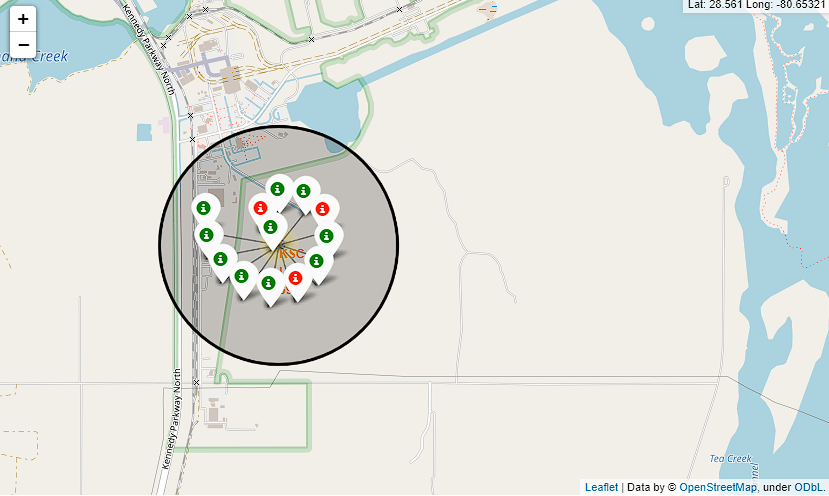 +
−
Lat: 28.561 Long: -80.65321
Kennedy Parkway North
Creek
KSC
Kennedy Parkway North
Tea Creek
Leaflet | Data by © OpenStreetMap, under ODbL.